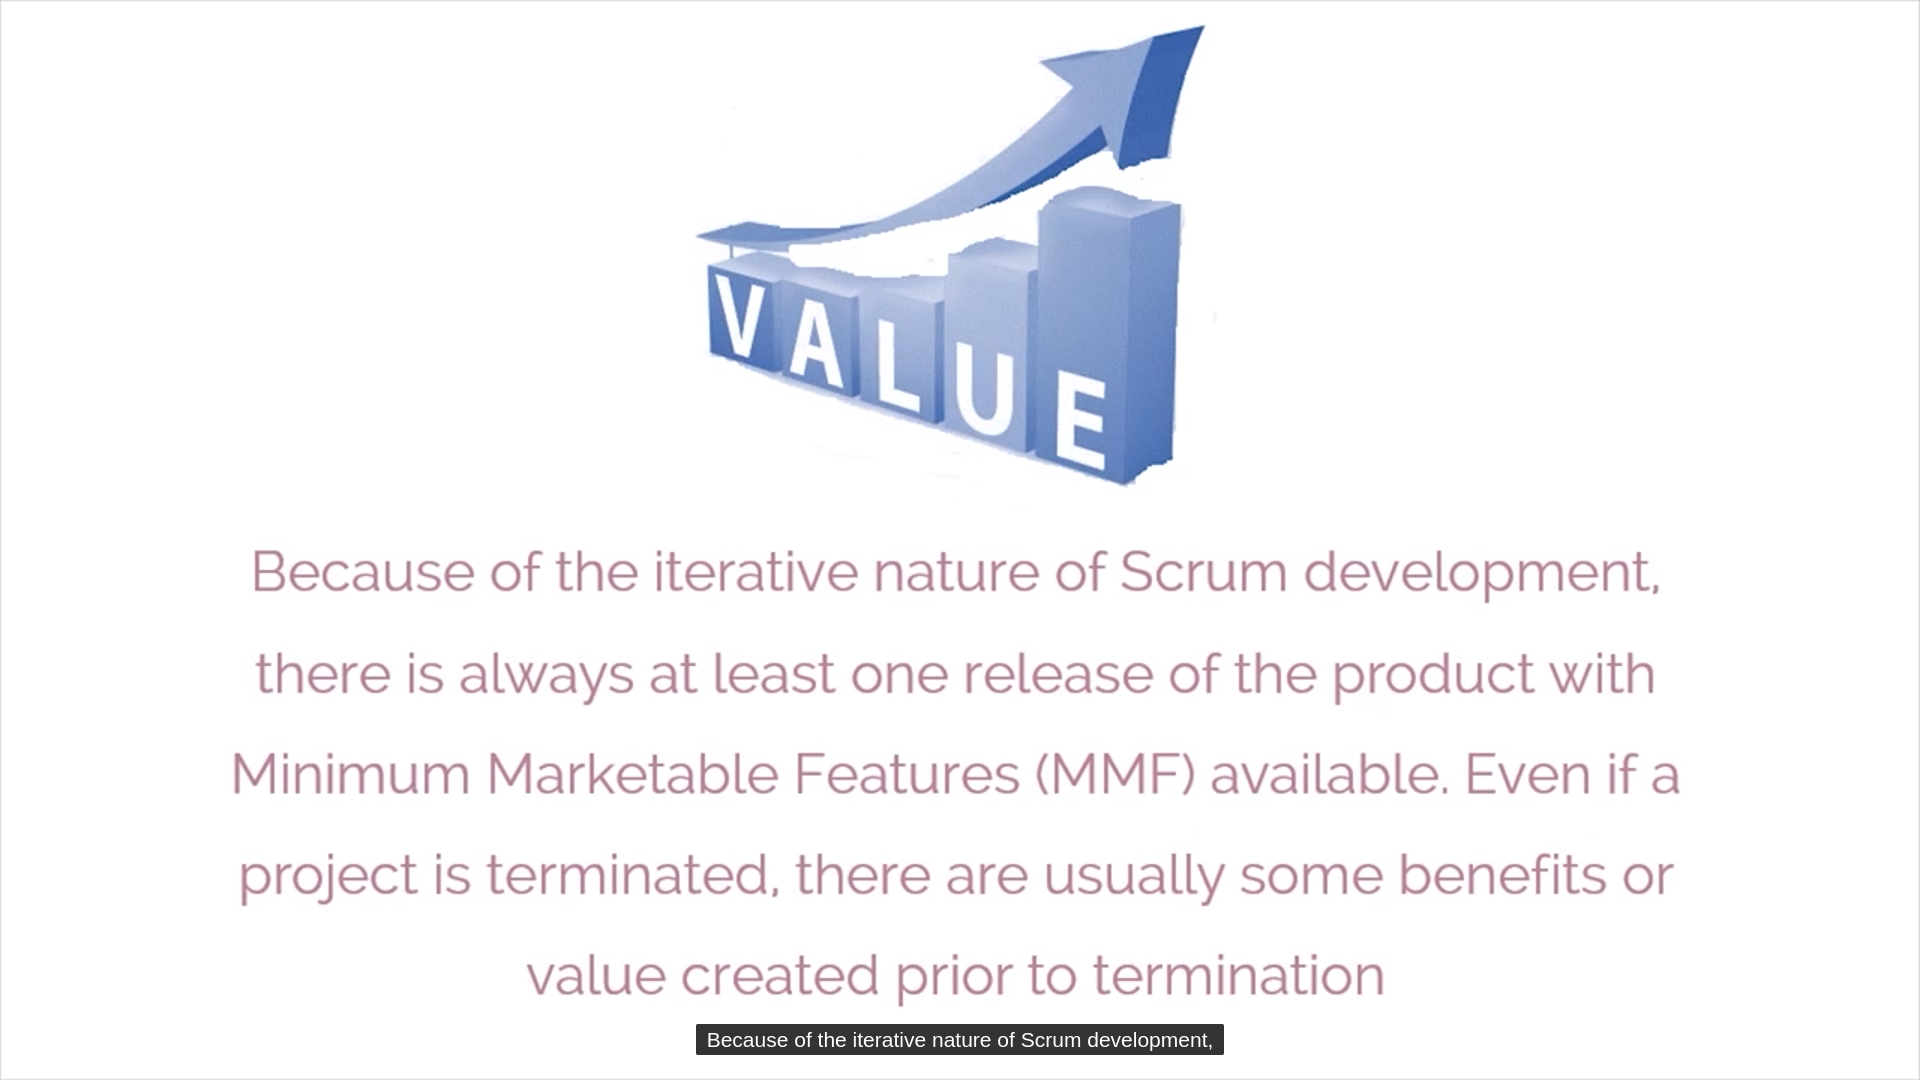 VALUE
Because of the iterative nature of Scrum development,
there is always at least one release of the product with
Minimum Marketable Features (MMF) available. Even if a
project is terminated, there are usually some benefits or
value created prior to termination
Because of the iterative nature of Scrum development,